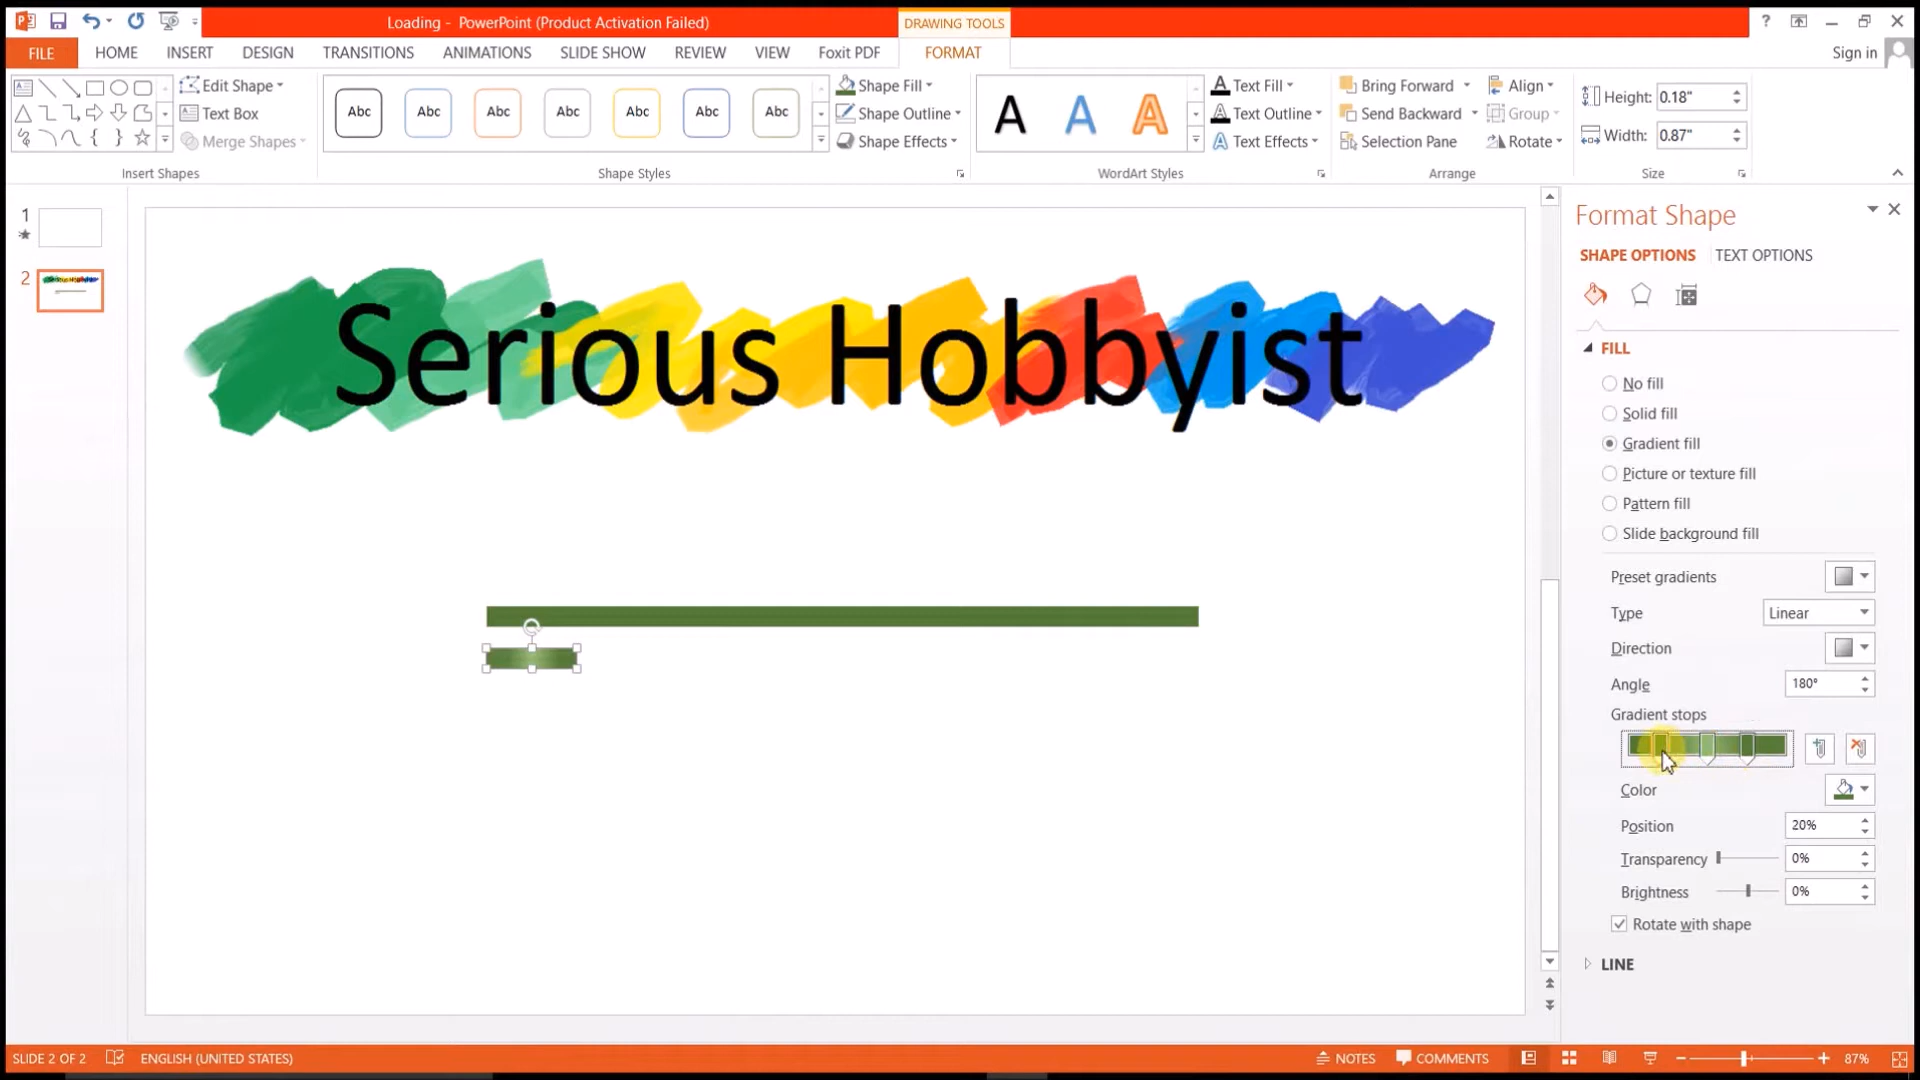 Loading - PowerPoint (Product Activation Failed)
DRAWING TOOLS
?
FILE HOME INSERT DESIGN TRANSITIONS ANIMATIONS SLIDE SHOW REVIEW VIEW Foxit PDF FORMAT Sign in
Edit Shape
Text Box
Merge Shapes
Insert Shapes
Abc Abc Abc Abc Abc Abc Abc
Shape Fill
Shape Outline
Shape Effects
Shape Styles
A A A
Text Fill
Text Outline
Text Effects
WordArt Styles
Bring Forward
Send Backward
Selection Pane
Align
Group
Rotate
Arrange
Height: 0.18"
Width: 0.87"
Size
1
2
Serious Hobbyist
Serious Hobbyist
Format Shape
SHAPE OPTIONS TEXT OPTIONS
FILL
No fill
Solid fill
Gradient fill
Picture or texture fill
Pattern fill
Slide background fill
Preset gradients
Type Linear
Direction
Angle 180°
Gradient stops
Color
Position 20%
Transparency 0%
Brightness 0%
Rotate with shape
LINE
SLIDE 2 OF 2 ENGLISH (UNITED STATES) NOTES COMMENTS 87%